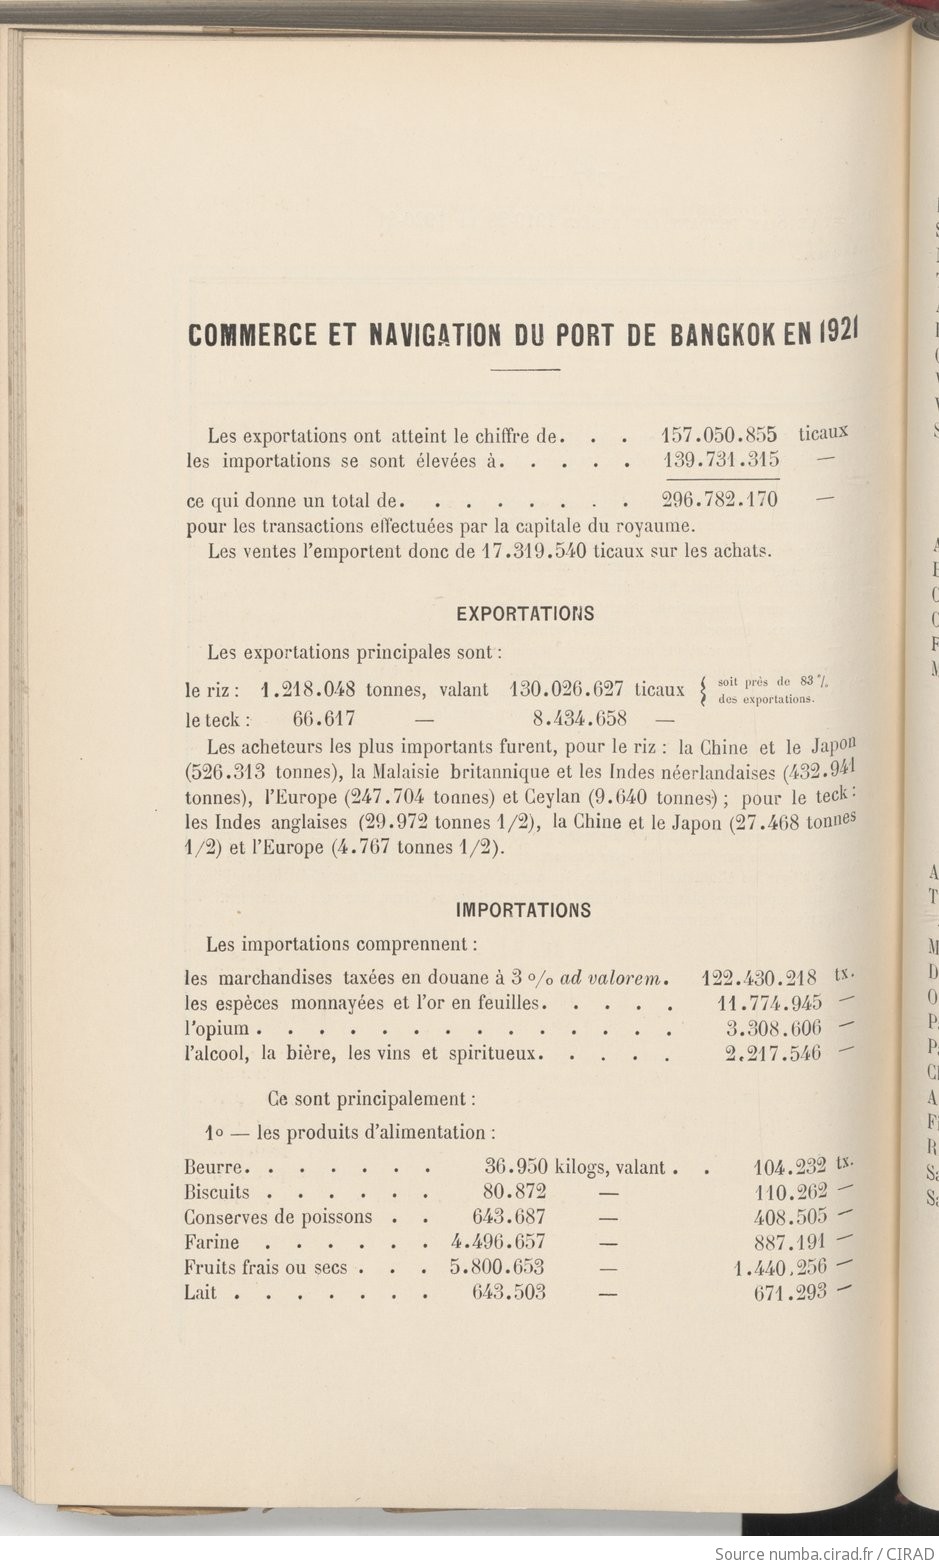 COMMERCE ET NAVIGATION DU PORT DE BANGKOK EN 1921
Les exportations ont atteint le chiffre de. . . 157.050.855 ticaux
les importations se sont élevées à. . . . . 139.731.315 —
ce qui donne un total de. . . . . . . . 296.782.170 —
pour les transactions effectuées par la capitale du royaume.
Les ventes l'emportent donc de 17.319.540 ticaux sur les achats.
EXPORTATIONS
Les exportations principales sont :
le riz : 1.218.048 tonnes, valant 130.026.627 ticaux { soit près de 83 % des exportations.
le teck : 66.617 — 8.434.658 —
Les acheteurs les plus importants furent, pour le riz : la Chine et le Japon
(526.313 tonnes), la Malaisie britannique et les Indes néerlandaises (432.941
tonnes), l'Europe (247.704 tonnes) et Ceylan (9.640 tonnes) ; pour le teck :
les Indes anglaises (29.972 tonnes 1/2), la Chine et le Japon (27.468 tonnes
1/2) et l'Europe (4.767 tonnes 1/2).
IMPORTATIONS
Les importations comprennent :
les marchandises taxées en douane à 3 o/o ad valorem. 122.430.218 tx.
les espèces monnayées et l'or en feuilles. . . . . 11.774.945 —
l'opium . . . . . . . . . . . . . . 3.308.606 —
l'alcool, la bière, les vins et spiritueux. . . . . 2.217.546 —
Ce sont principalement :
1o — les produits d'alimentation :
Beurre. . . . . . . 36.950 kilogs, valant . . 104.232 tx.
Biscuits . . . . . . 80.872 — 110.262 —
Conserves de poissons . . 643.687 — 408.505 —
Farine . . . . . . 4.496.657 — 887.191 —
Fruits frais ou secs . . . 5.800.653 — 1.440.256 —
Lait . . . . . . . 643.503 — 671.293 —
Source numba.cirad.fr / CIRAD